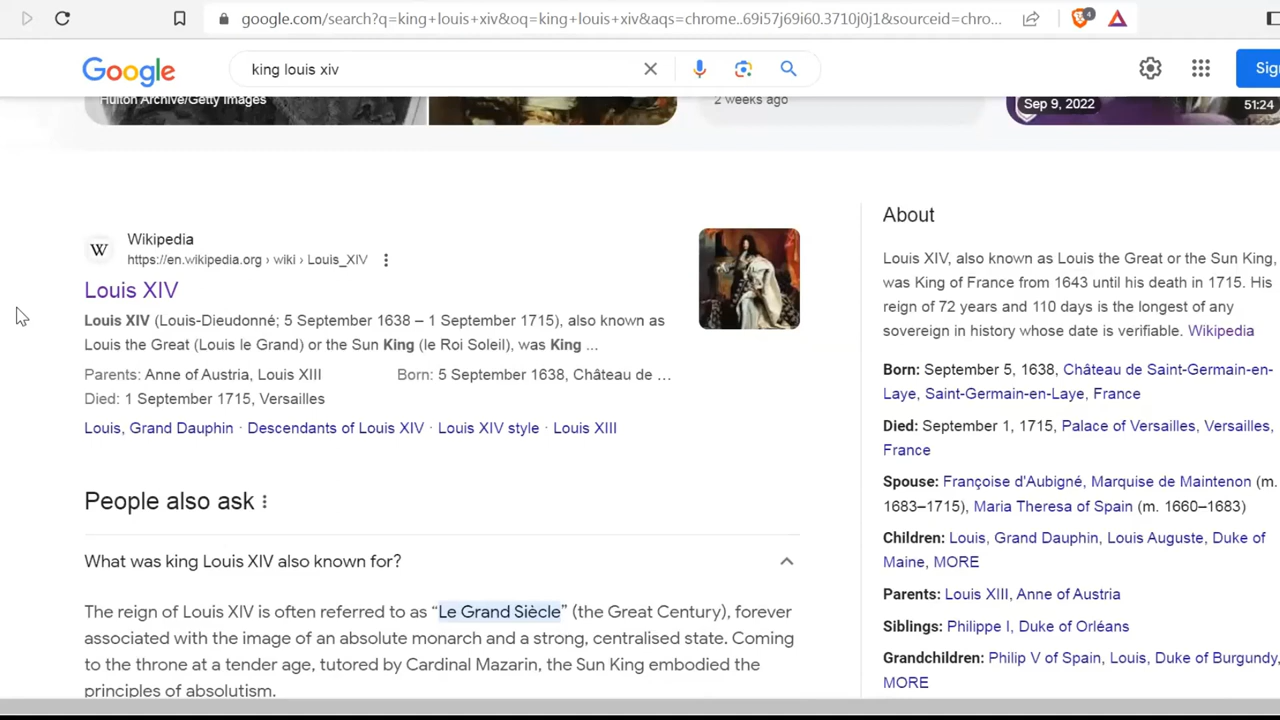 google.com/search?q=king+louis+xiv&oq=king+louis+xiv&aqs=chrome..69i57j69i60.3710j0j1&sourceid=chro...
4
Google
king louis xiv
Sign
Hulton Archive/Getty Images
2 weeks ago
Sep 9, 2022
51:24
W
Wikipedia
https://en.wikipedia.org › wiki › Louis_XIV
Louis XIV
Louis XIV (Louis-Dieudonné; 5 September 1638 – 1 September 1715), also known as
Louis the Great (Louis le Grand) or the Sun King (le Roi Soleil), was King ...
Parents: Anne of Austria, Louis XIII
Born: 5 September 1638, Château de ...
Died: 1 September 1715, Versailles
Louis, Grand Dauphin · Descendants of Louis XIV · Louis XIV style · Louis XIII
People also ask
What was king Louis XIV also known for?
The reign of Louis XIV is often referred to as “Le Grand Siècle” (the Great Century), forever
associated with the image of an absolute monarch and a strong, centralised state. Coming
to the throne at a tender age, tutored by Cardinal Mazarin, the Sun King embodied the
principles of absolutism.
About
Louis XIV, also known as Louis the Great or the Sun King,
was King of France from 1643 until his death in 1715. His
reign of 72 years and 110 days is the longest of any
sovereign in history whose date is verifiable. Wikipedia
Born: September 5, 1638, Château de Saint-Germain-en-
Laye, Saint-Germain-en-Laye, France
Died: September 1, 1715, Palace of Versailles, Versailles,
France
Spouse: Françoise d'Aubigné, Marquise de Maintenon (m.
1683–1715), Maria Theresa of Spain (m. 1660–1683)
Children: Louis, Grand Dauphin, Louis Auguste, Duke of
Maine, MORE
Parents: Louis XIII, Anne of Austria
Siblings: Philippe I, Duke of Orléans
Grandchildren: Philip V of Spain, Louis, Duke of Burgundy,
MORE